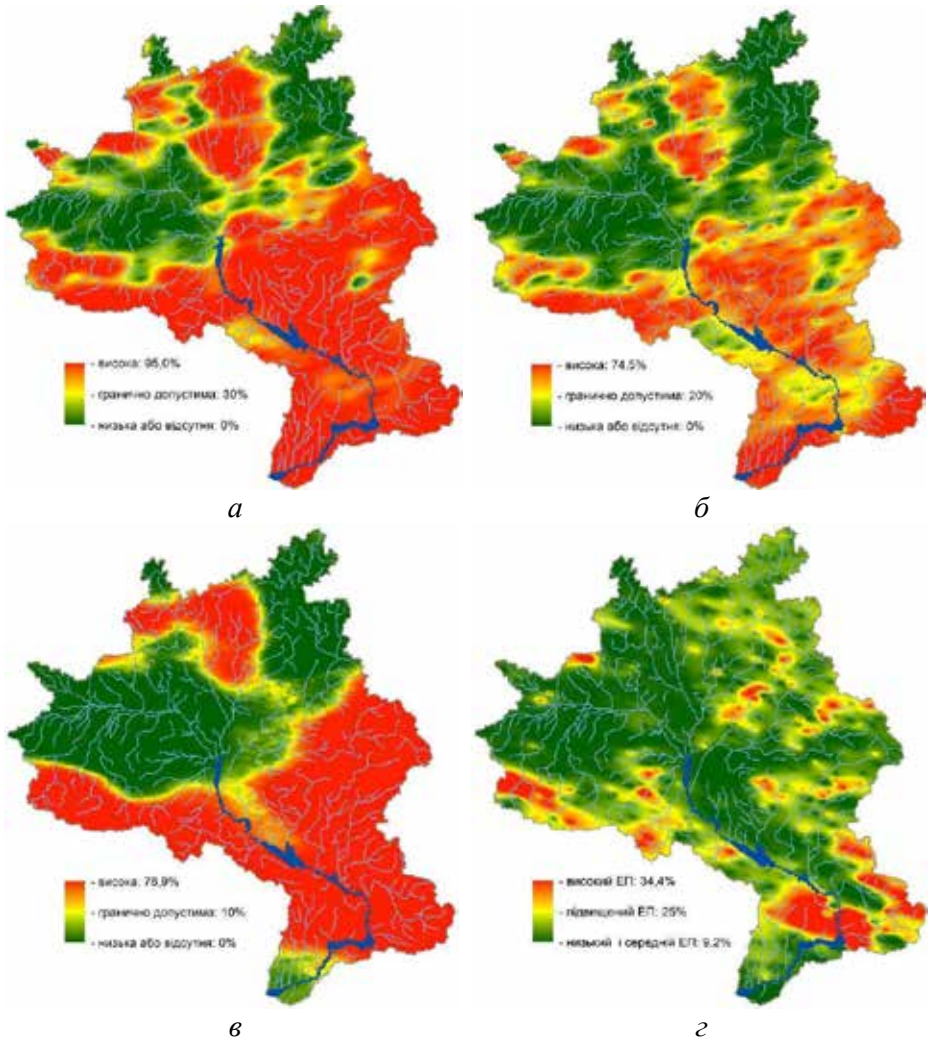 - висока: 95,0%
- гранично допустима: 30%
- низька або відсутня: 0%
а
- висока: 74,5%
- гранично допустима: 20%
- низька або відсутня: 0%
б
- висока: 76,9%
- гранично допустима: 10%
- низька або відсутня: 0%
в
- високий ЕП: 34,4%
- підвищений ЕП: 25%
- низький і середній ЕП: 9,2%
г